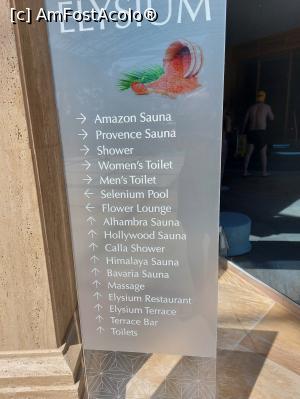 [c] AmFostAcolo®
ELYSIUM
→ Amazon Sauna
→ Provence Sauna
→ Shower
→ Women's Toilet
→ Men's Toilet
← Selenium Pool
← Flower Lounge
↑ Alhambra Sauna
↑ Hollywood Sauna
↑ Calla Shower
↑ Himalaya Sauna
↑ Bavaria Sauna
↑ Massage
↑ Elysium Restaurant
↑ Elysium Terrace
↑ Terrace Bar
↑ Toilets